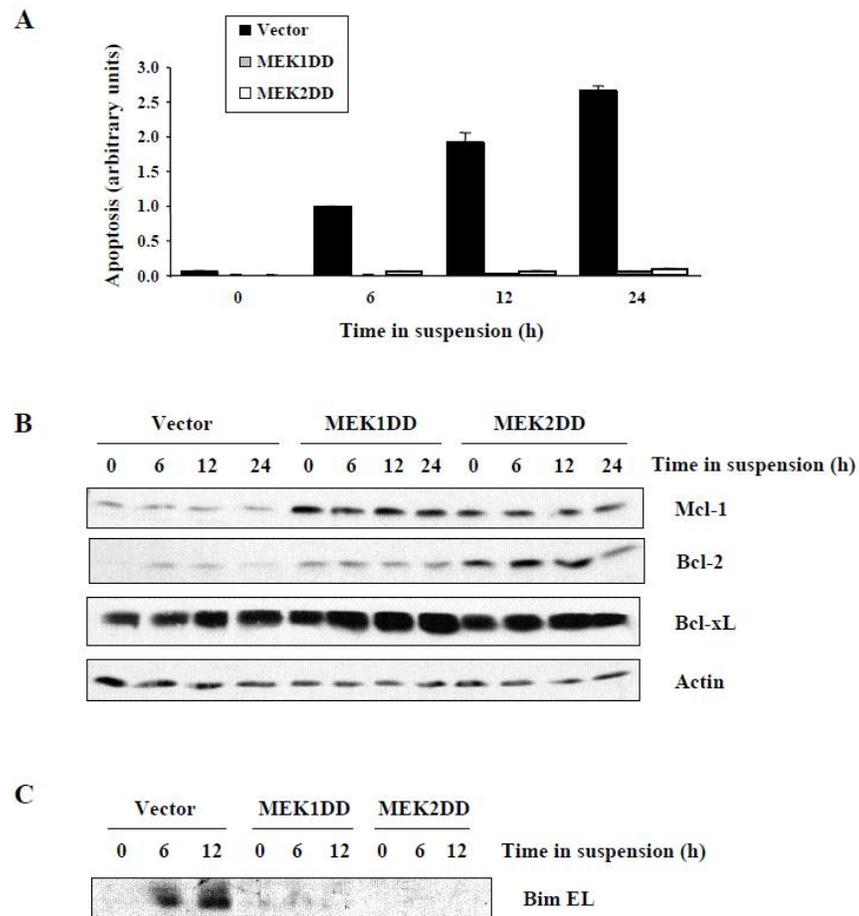 A
Vector
MEK1DD
MEK2DD
Apoptosis (arbitrary units)
3.0
2.5
2.0
1.5
1.0
0.5
0.0
0 6 12 24
Time in suspension (h)
B
Vector MEK1DD MEK2DD
0 6 12 24 0 6 12 24 0 6 12 24 Time in suspension (h)
Mcl-1
Bcl-2
Bcl-xL
Actin
C
Vector MEK1DD MEK2DD
0 6 12 0 6 12 0 6 12 Time in suspension (h)
Bim EL